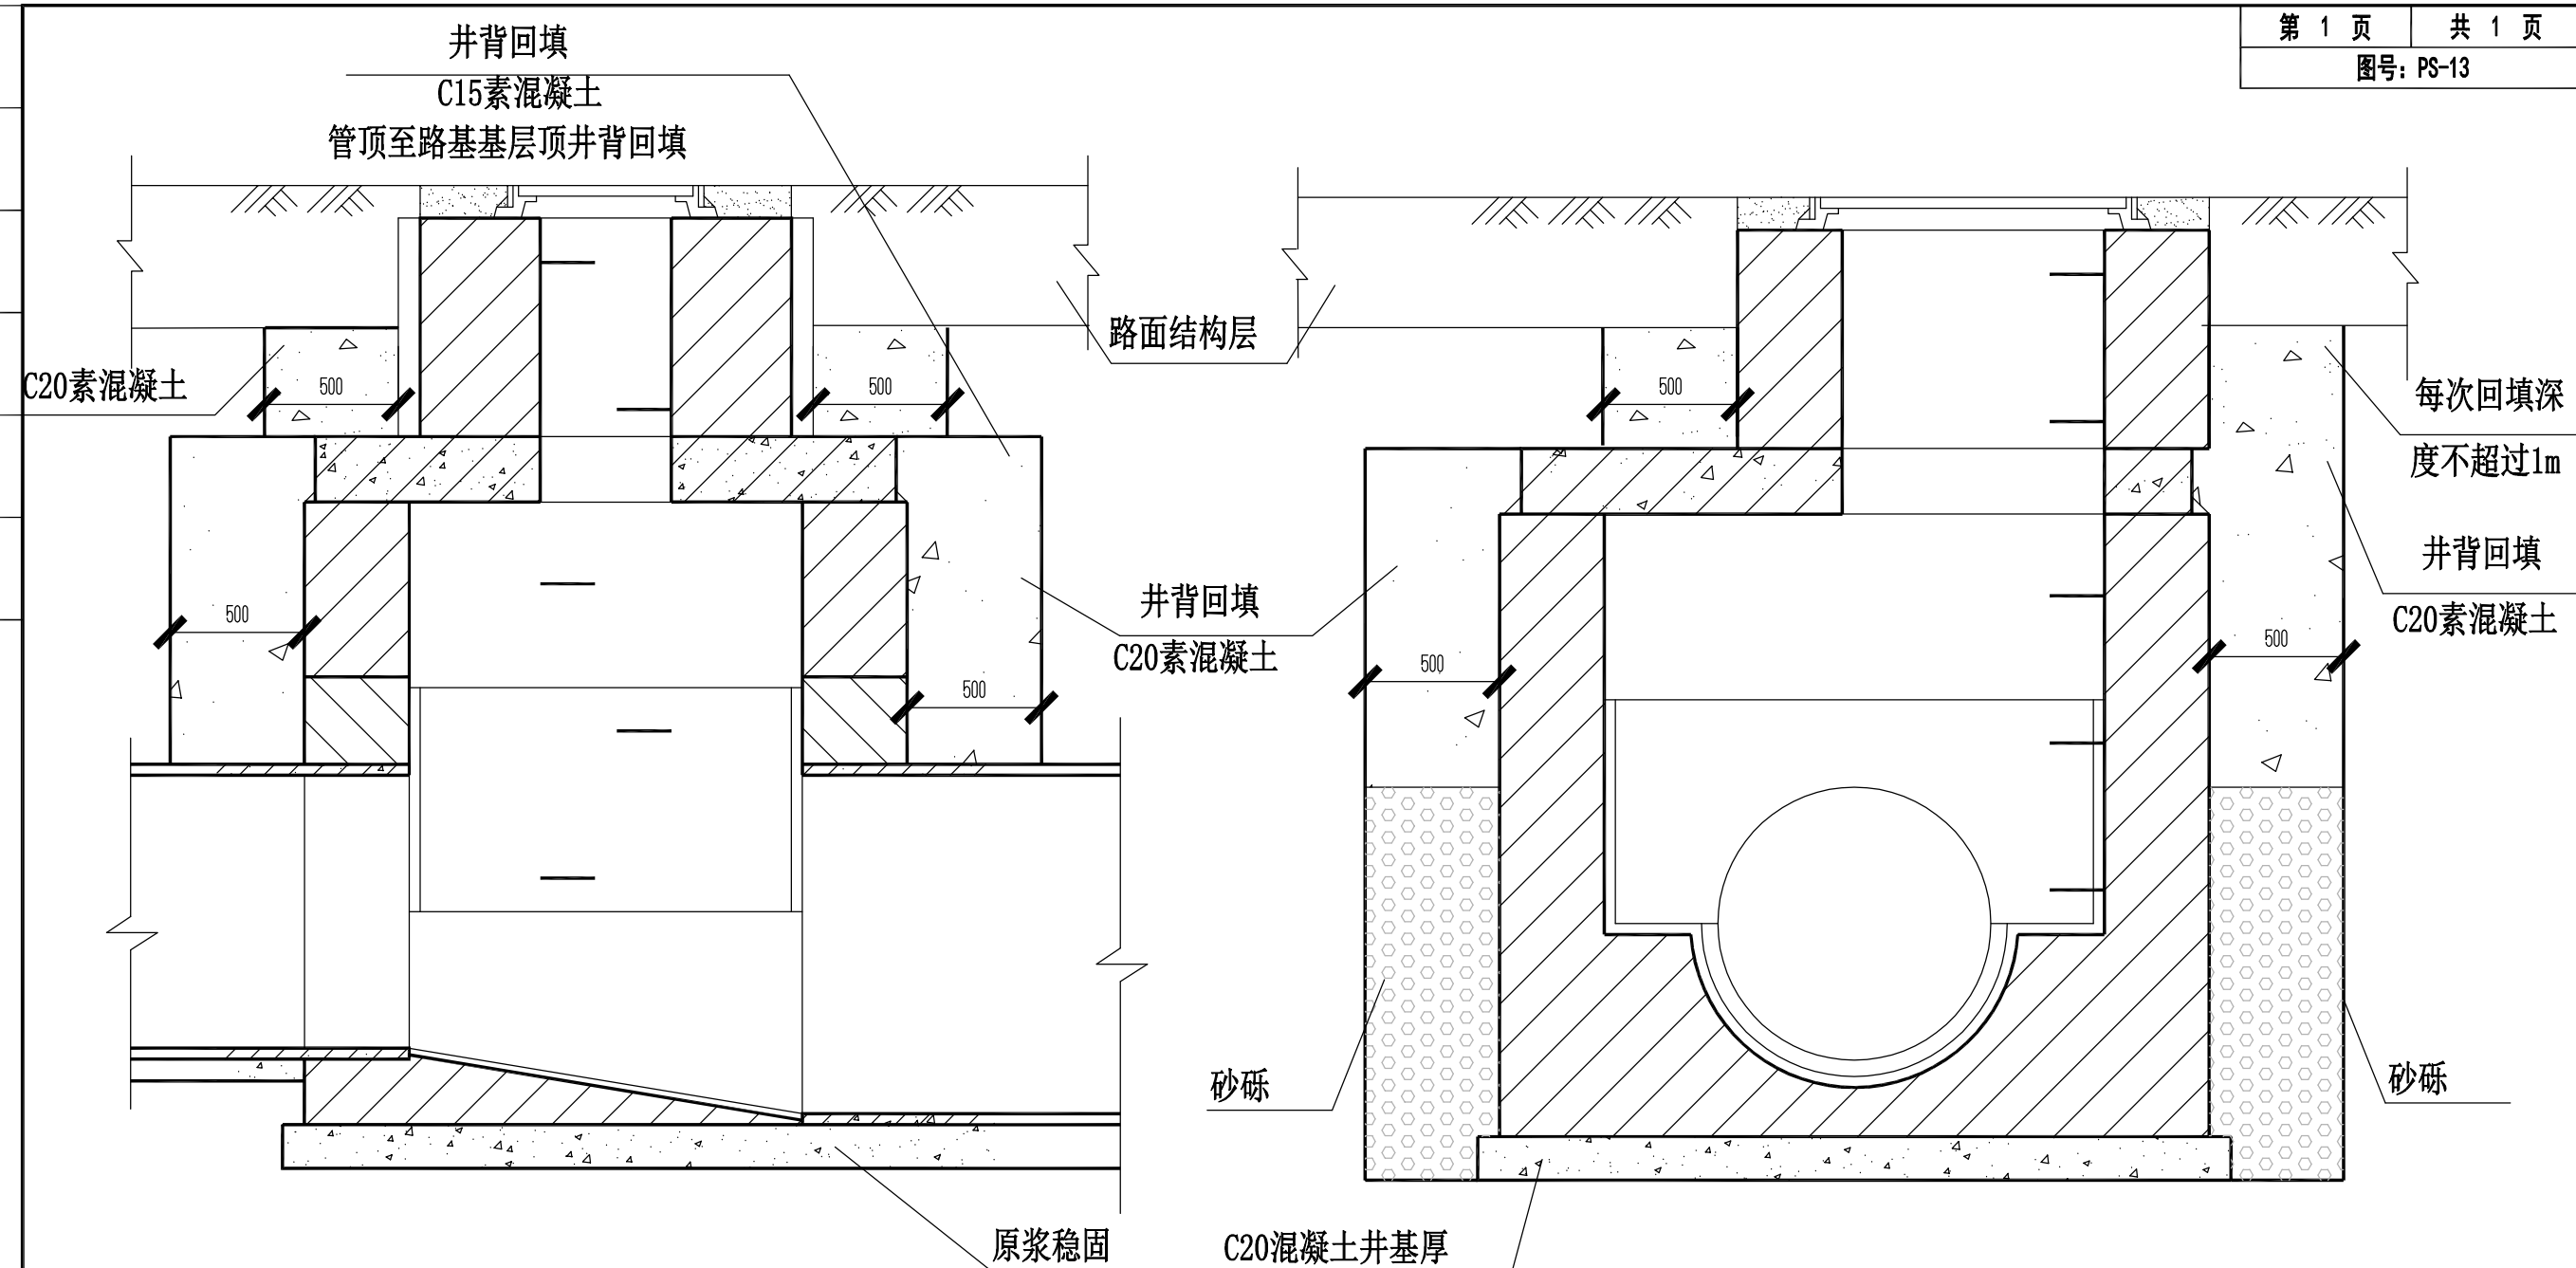 第 1 页 共 1 页
图号：PS-13
井背回填
C15素混凝土
管顶至路基基层顶井背回填
路面结构层
C20素混凝土
500
500
500
每次回填深
度不超过1m
井背回填
C20素混凝土
井背回填
C20素混凝土
500
500
500
500
砂砾
砂砾
原浆稳固
C20混凝土井基厚